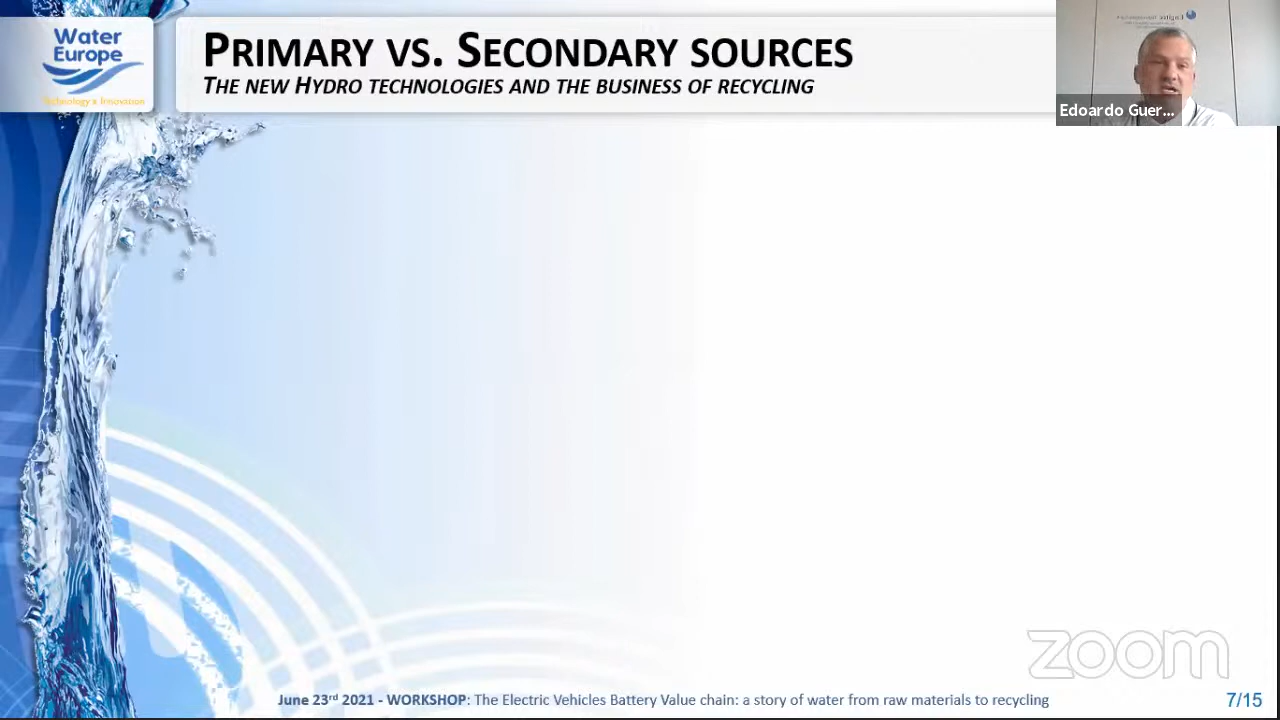 Water
Europe
Technology & Innovation
PRIMARY VS. SECONDARY SOURCES
THE NEW HYDRO TECHNOLOGIES AND THE BUSINESS OF RECYCLING
Edoardo Guer...
zoom
June 23rd 2021 - WORKSHOP: The Electric Vehicles Battery Value chain: a story of water from raw materials to recycling
7/15